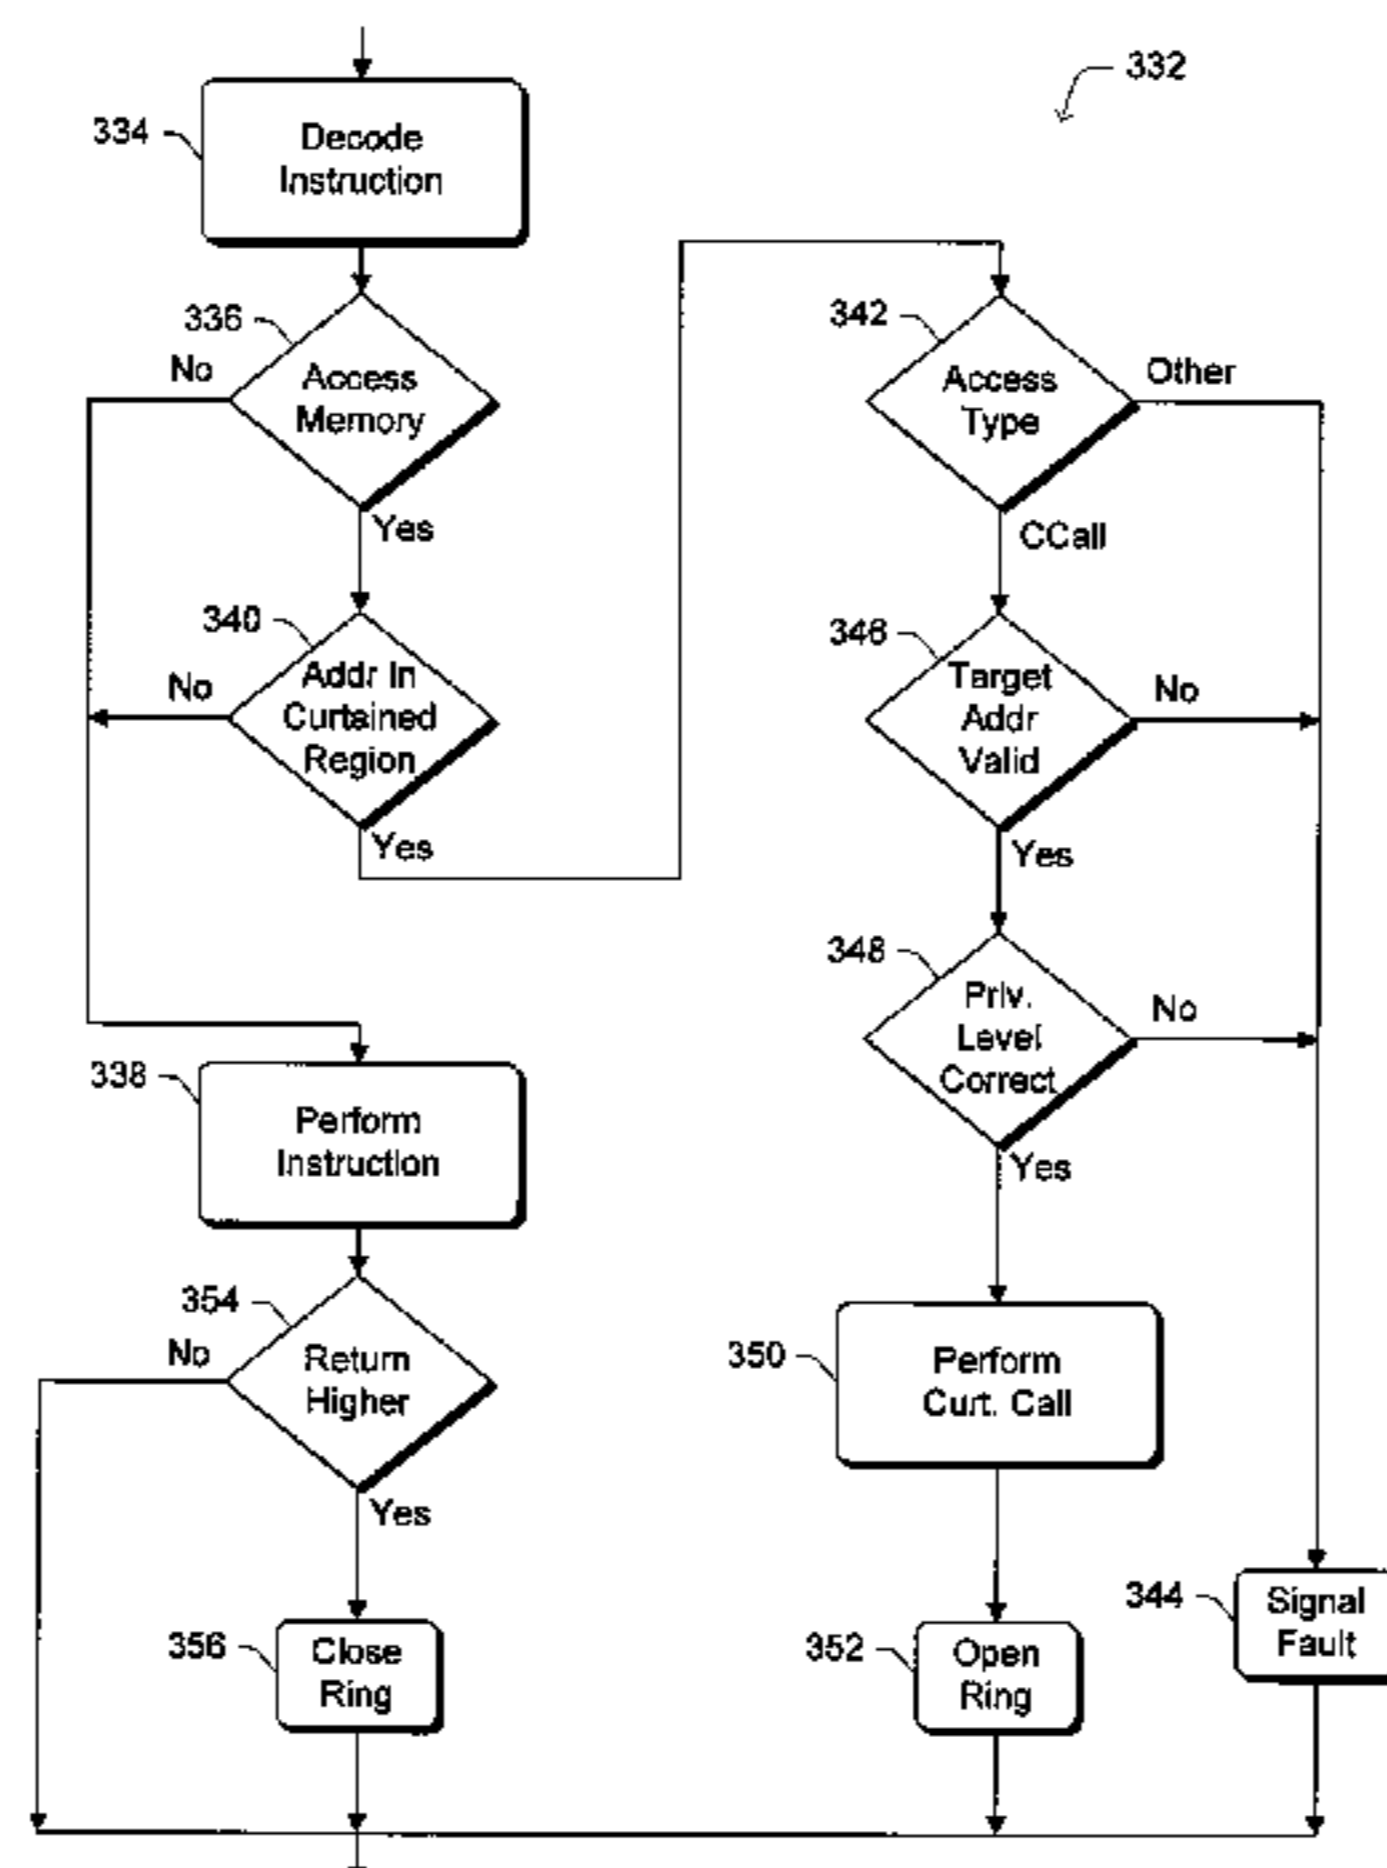 332
334
Decode
Instruction
336
No
Access
Memory
Yes
342
Access
Type
Other
CCall
340
No
Addr In
Curtained
Region
Yes
346
Target
Addr
Valid
No
Yes
348
Priv.
Level
Correct
No
Yes
338
Perform
Instruction
354
No
Return
Higher
Yes
350
Perform
Curt. Call
356
Close
Ring
352
Open
Ring
344
Signal
Fault